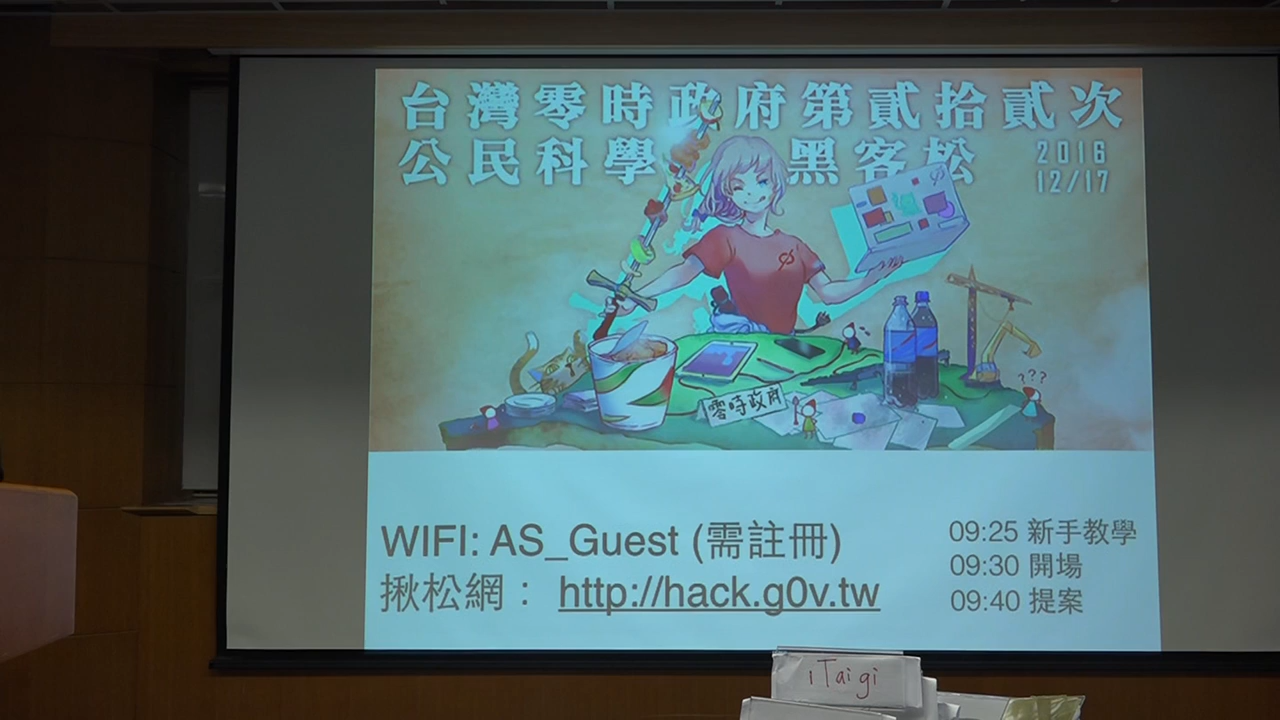 台灣零時政府第貳拾貳次
公民科學 黑客松
2016
12/17
???
零時政府
WIFI: AS_Guest (需註冊)
揪松網： http://hack.g0v.tw
09:25 新手教學
09:30 開場
09:40 提案
iTaigi